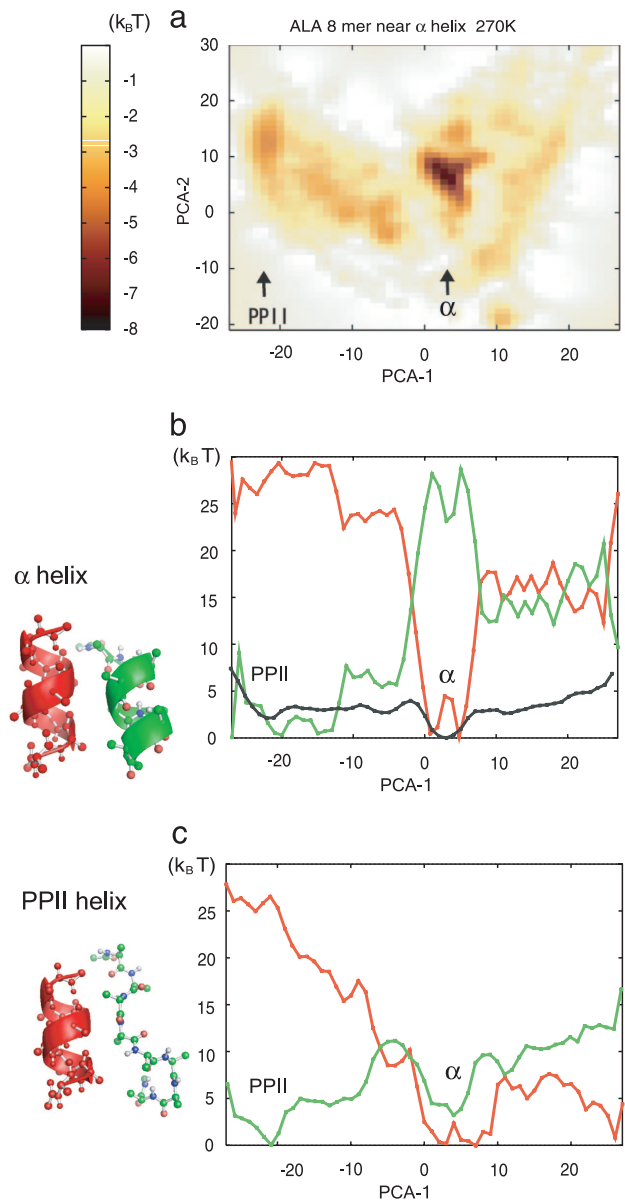 (kBT)
a
ALA 8 mer near α helix 270K
-1
-2
-3
-4
-5
-6
-7
-8
30
20
10
0
-10
-20
PCA-2
PPII
α
-20 -10 0 10 20
PCA-1
b
(kB T)
25
20
15
10
5
0
PPII
α
-20 -10 0 10 20
PCA-1
α helix
c
(kB T)
25
20
15
10
5
0
PPII
α
-20 -10 0 10 20
PCA-1
PPII helix